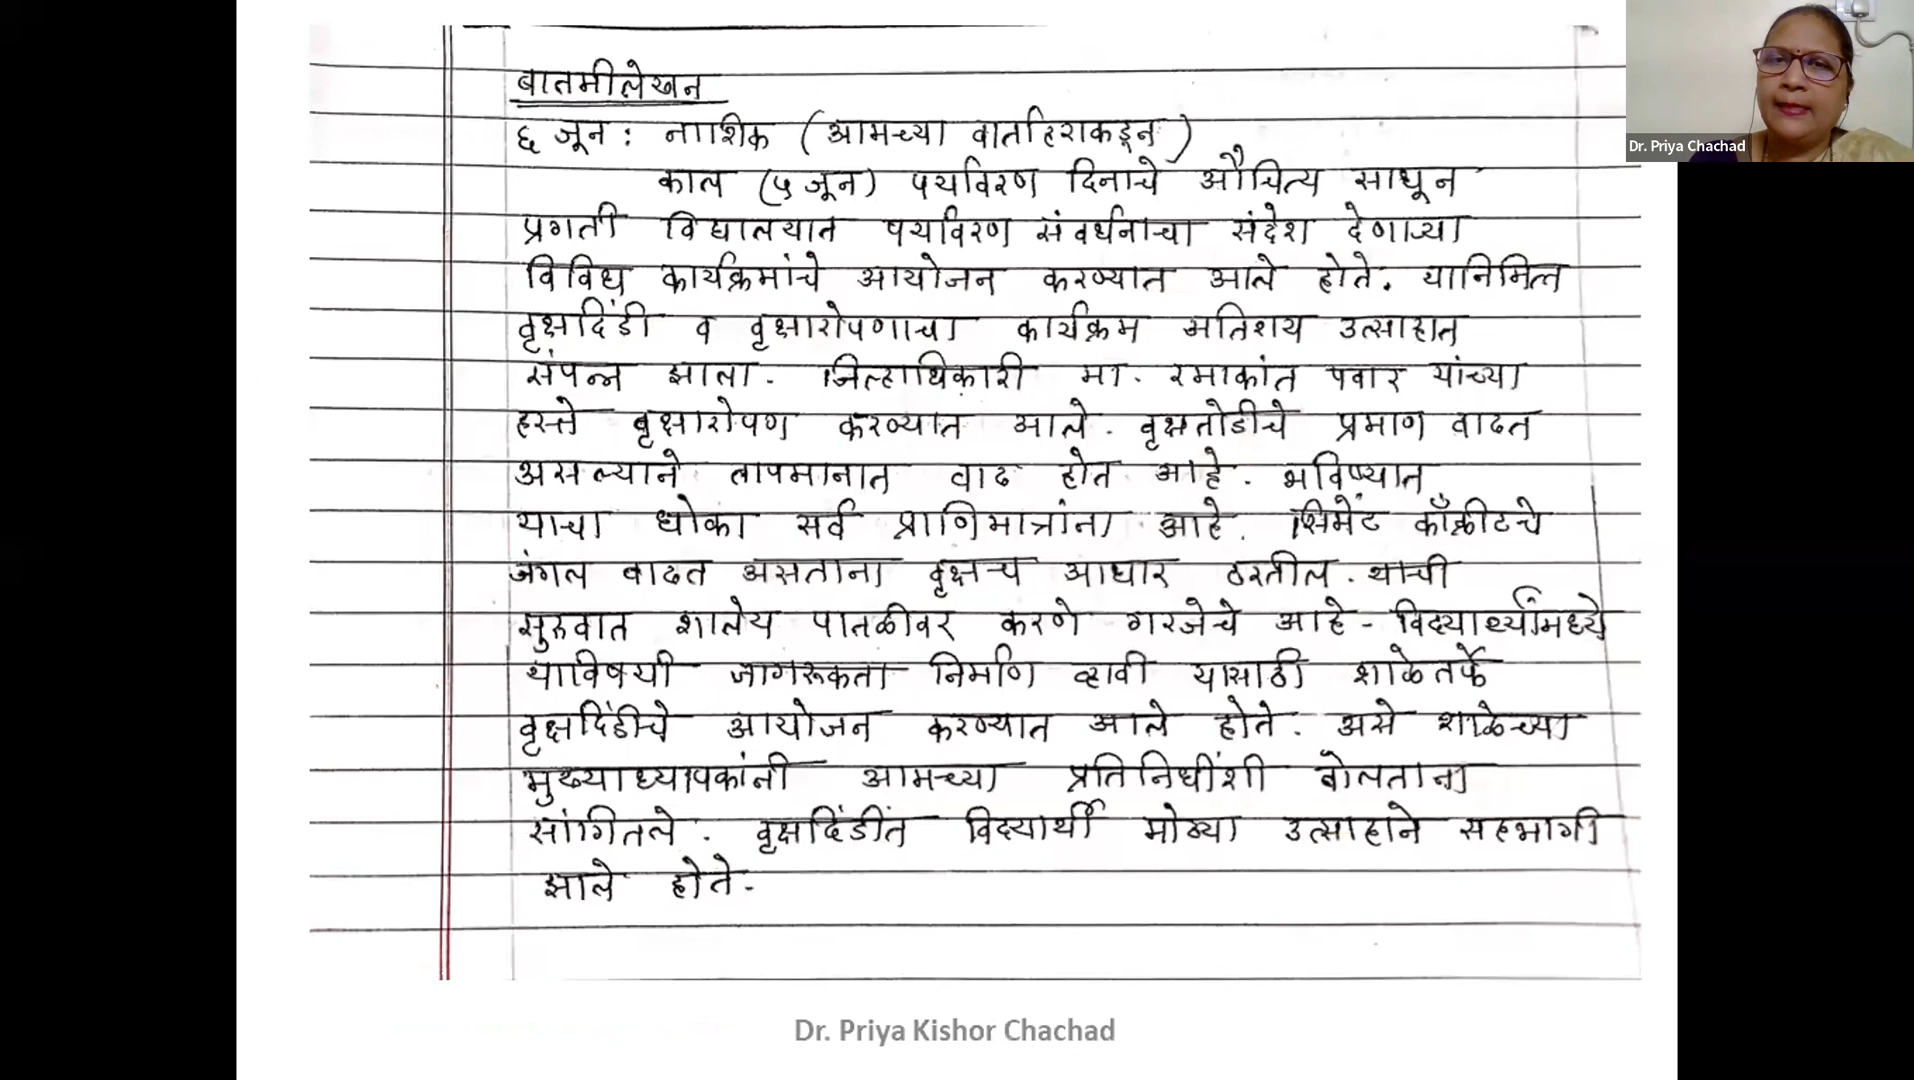 बातमीलेखन
६ जून : नाशिक (आमच्या वार्ताहराकडून)
काल (५ जून) पर्यावरण दिनाचे औचित्य साधून
प्रगती विद्यालयात पर्यावरण संवर्धनाचा संदेश देणाऱ्या
विविध कार्यक्रमांचे आयोजन करण्यात आले होते. यानिमित्त
वृक्षदिंडी व वृक्षारोपणाचा कार्यक्रम अतिशय उत्साहात
संपन्न झाला. जिल्हाधिकारी मा. रमाकांत पवार यांच्या
हस्ते वृक्षारोपण करण्यात आले. वृक्षतोडीचे प्रमाण वाढत
असल्याने तापमानात वाढ होत आहे. भविष्यात
याचा धोका सर्व प्राणिमात्रांना आहे. सिमेंट काँक्रीटचे
जंगल वाढत असताना वृक्षच आधार ठरतील. याची
सुरुवात शालेय पातळीवर करणे गरजेचे आहे - विद्यार्थ्यांमध्ये
याविषयी जागरूकता निर्माण व्हावी यासाठी शाळेतर्फे
वृक्षदिंडीचे आयोजन करण्यात आले होते. असे शाळेच्या
मुख्याध्यापकांनी आमच्या प्रतिनिधींशी बोलताना
सांगितले. वृक्षदिंडीत विद्यार्थी मोठ्या उत्साहाने सहभागी
झाले होते.
Dr. Priya Chachad
Dr. Priya Kishor Chachad